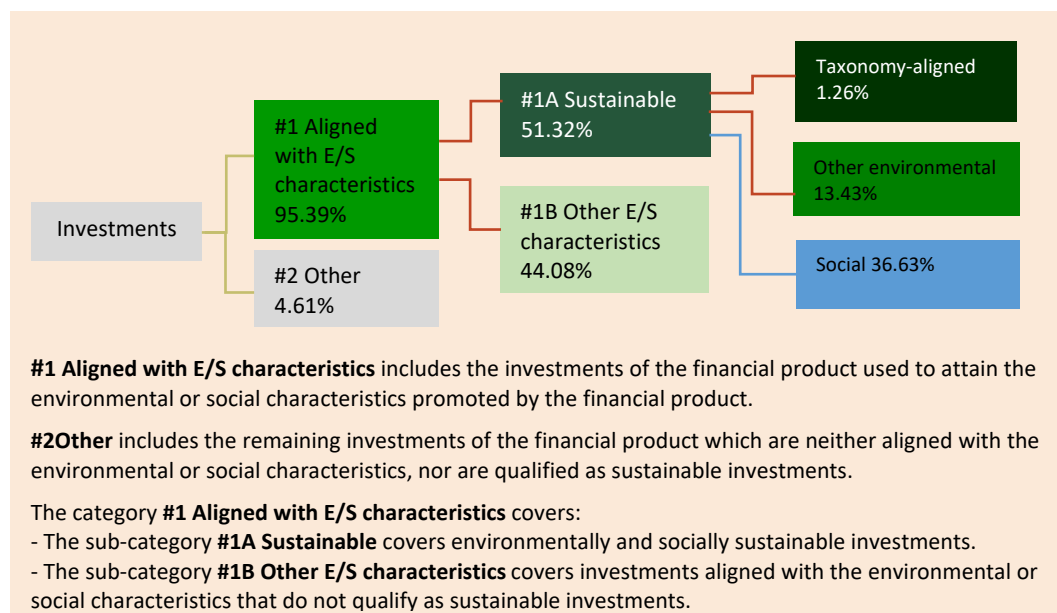 Investments
#1 Aligned
with E/S
characteristics
95.39%
#2 Other
4.61%
#1A Sustainable
51.32%
#1B Other E/S
characteristics
44.08%
Taxonomy-aligned
1.26%
Other environmental
13.43%
Social 36.63%
#1 Aligned with E/S characteristics includes the investments of the financial product used to attain the
environmental or social characteristics promoted by the financial product.
#2Other includes the remaining investments of the financial product which are neither aligned with the
environmental or social characteristics, nor are qualified as sustainable investments.
The category #1 Aligned with E/S characteristics covers:
- The sub-category #1A Sustainable covers environmentally and socially sustainable investments.
- The sub-category #1B Other E/S characteristics covers investments aligned with the environmental or
social characteristics that do not qualify as sustainable investments.